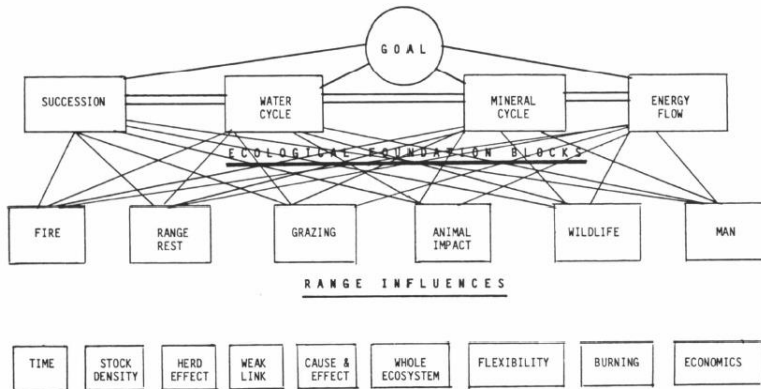 GOAL
SUCCESSION
WATER
CYCLE
MINERAL
CYCLE
ENERGY
FLOW
ECOLOGICAL FOUNDATION BLOCKS
FIRE
RANGE
REST
GRAZING
ANIMAL
IMPACT
WILDLIFE
MAN
RANGE INFLUENCES
TIME
STOCK
DENSITY
HERD
EFFECT
WEAK
LINK
CAUSE &
EFFECT
WHOLE
ECOSYSTEM
FLEXIBILITY
BURNING
ECONOMICS